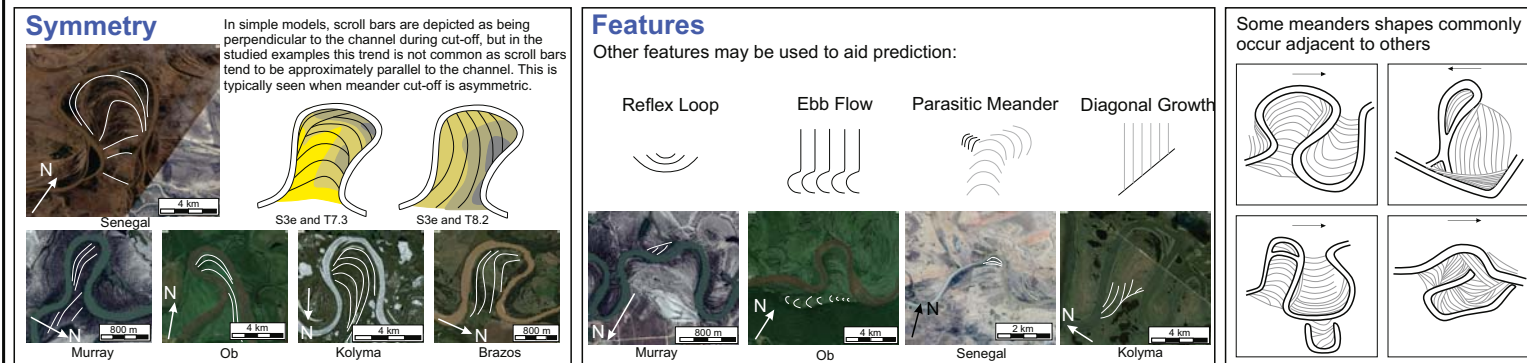 Symmetry
In simple models, scroll bars are depicted as being
perpendicular to the channel during cut-off, but in the
studied examples this trend is not common as scroll bars
tend to be approximately parallel to the channel. This is
typically seen when meander cut-off is asymmetric.
N
4 km
Senegal
S3e and T7.3
S3e and T8.2
N
800 m
Murray
N
4 km
Ob
N
4 km
Kolyma
N
800 m
Brazos
Features
Other features may be used to aid prediction:
Reflex Loop
Ebb Flow
Parasitic Meander
Diagonal Growth
N
800 m
Murray
N
4 km
Ob
N
2 km
Senegal
N
4 km
Kolyma
Some meanders shapes commonly
occur adjacent to others